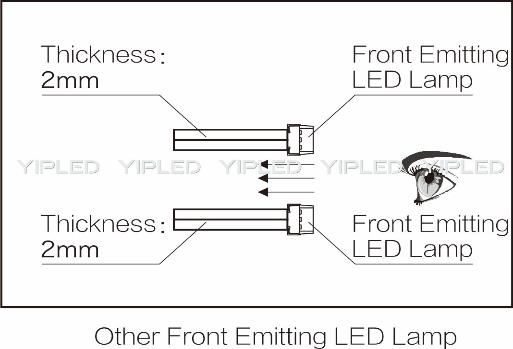 Thickness:
2mm
Front Emitting
LED Lamp
YIPLED YIPLED YIPLED YIPLED YIPLED
Thickness:
2mm
Front Emitting
LED Lamp
Other Front Emitting LED Lamp